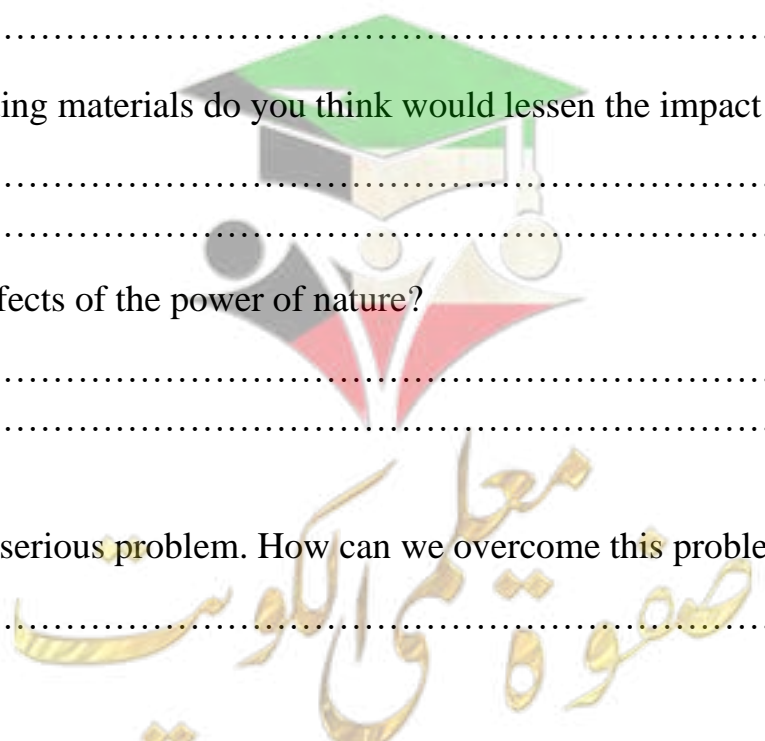 ……………………………………………………………………
ing materials do you think would lessen the impact
……………………………………………………………………
……………………………………………………………………
fects of the power of nature?
……………………………………………………………………
……………………………………………………………………
serious problem. How can we overcome this proble
……………………………………………………………………
صفوة معلمى الكويت